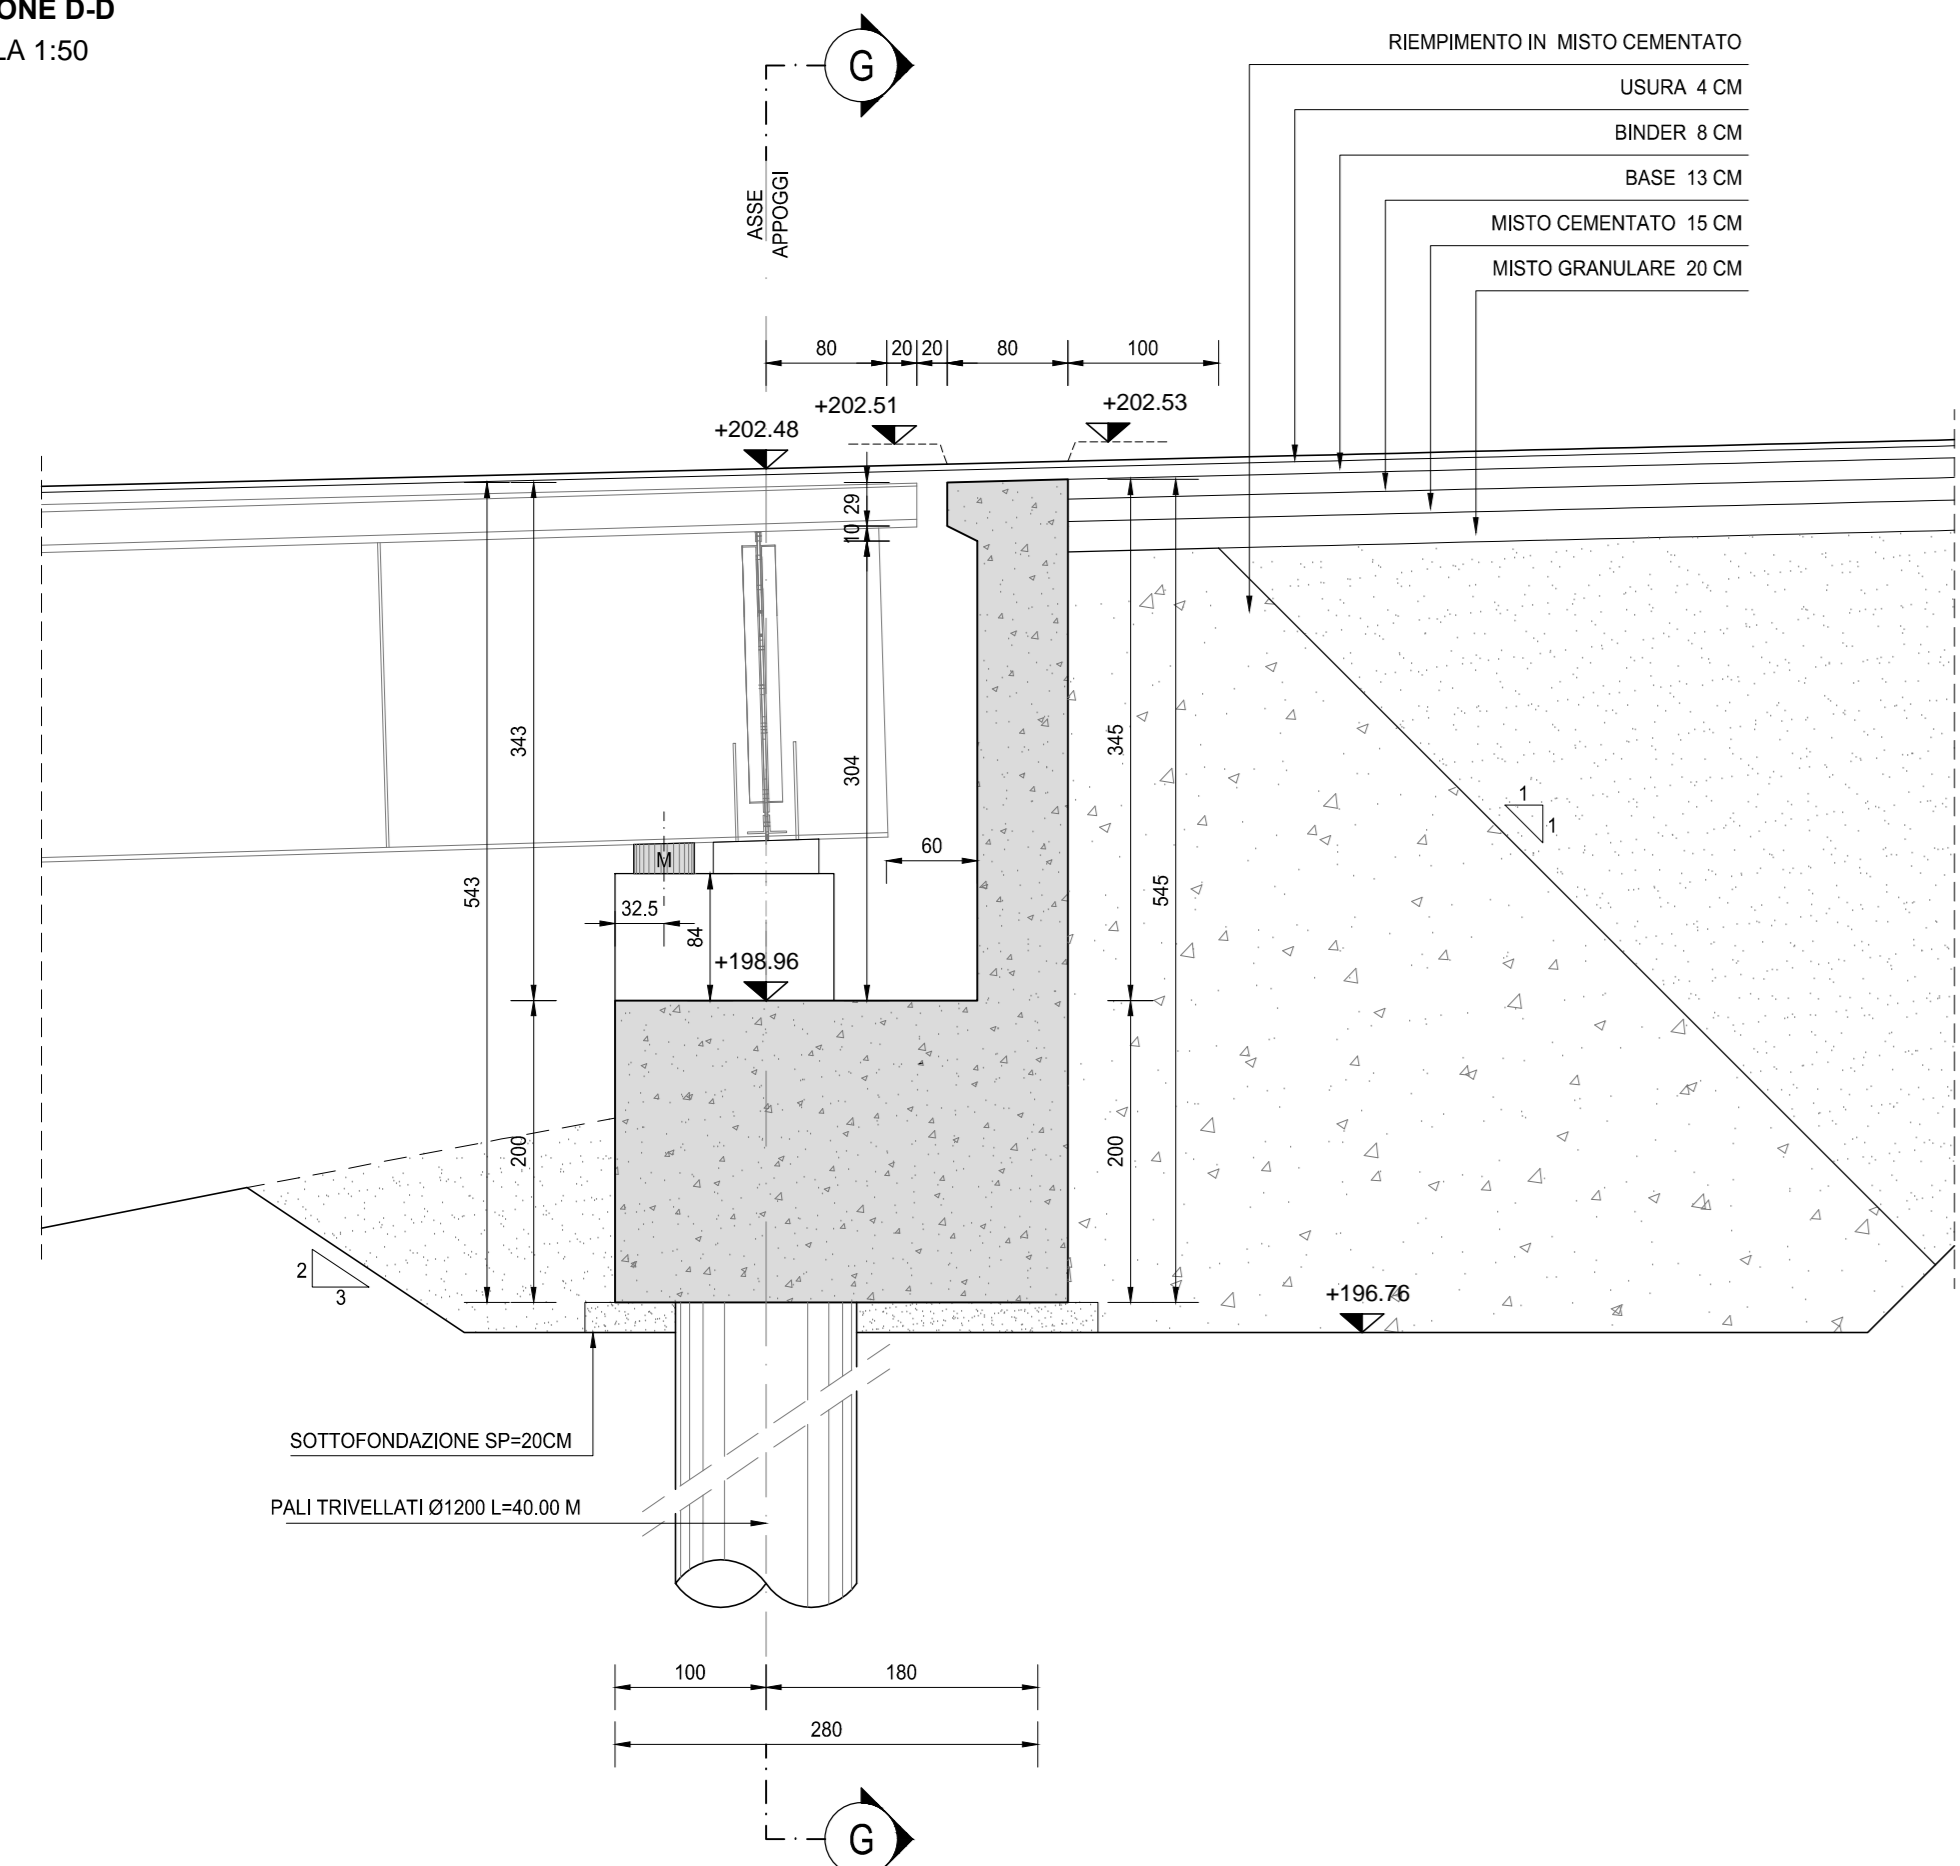 ONE D-D
LA 1:50
G
RIEMPIMENTO IN MISTO CEMENTATO
USURA 4 CM
BINDER 8 CM
BASE 13 CM
MISTO CEMENTATO 15 CM
MISTO GRANULARE 20 CM
ASSE
APPOGGI
80
20
20
80
100
+202.51
+202.53
+202.48
29
10
343
304
345
1
1
M
60
543
545
32.5
84
+198.96
200
200
2
3
+196.76
SOTTOFONDAZIONE SP=20CM
PALI TRIVELLATI Ø1200 L=40.00 M
100
180
280
G